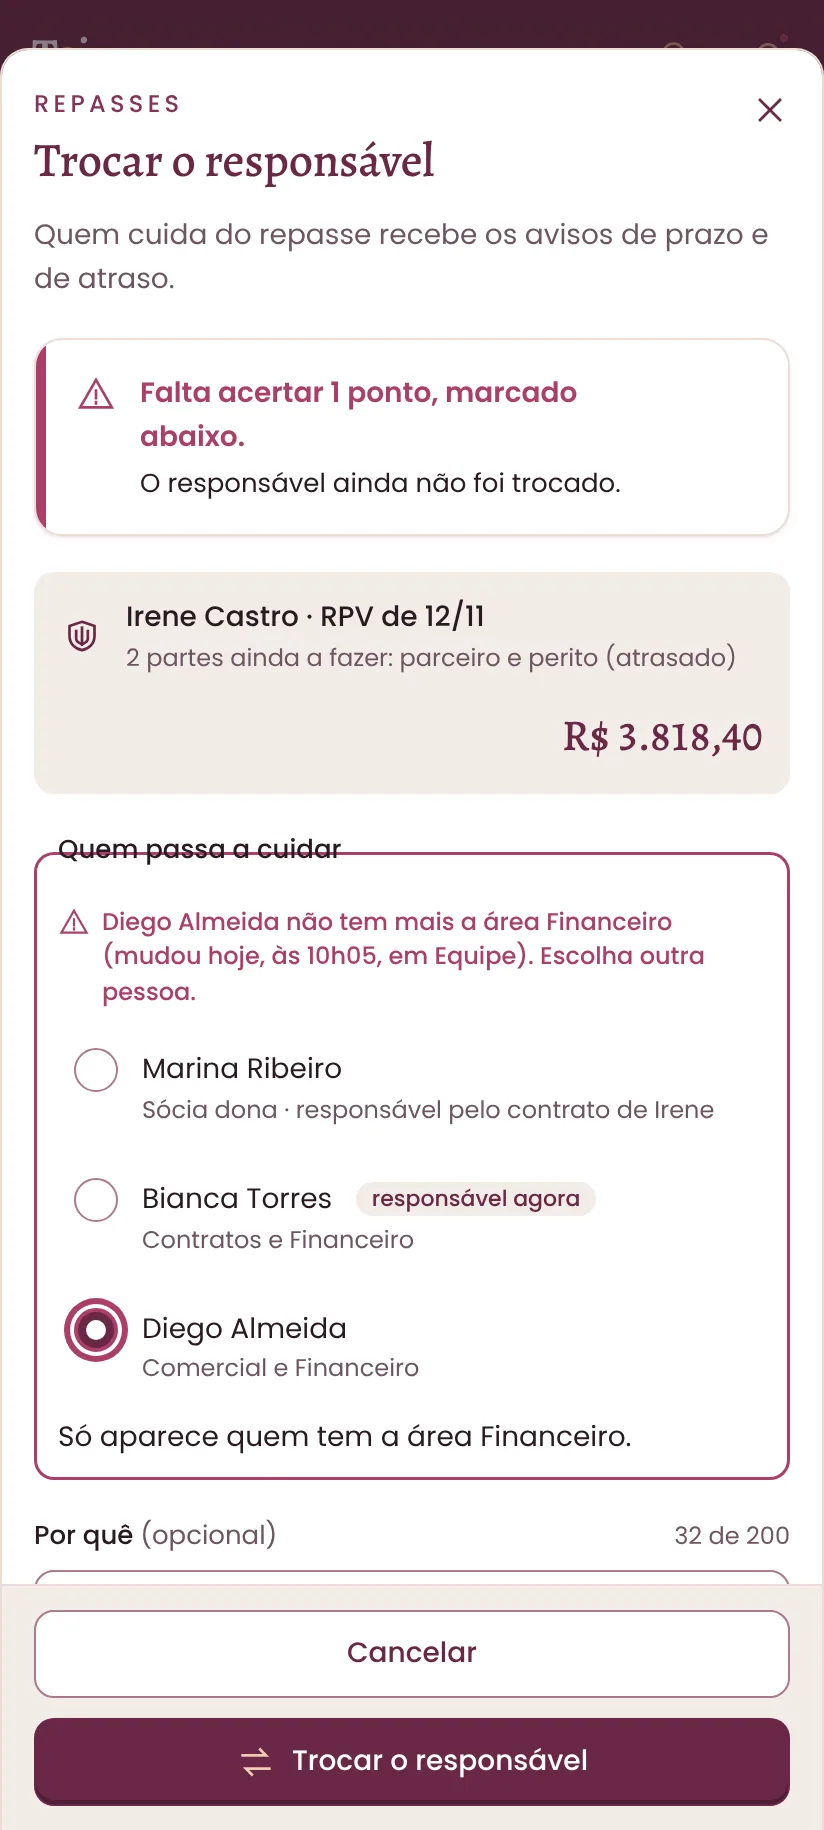 REPASSES
Trocar o responsável
Quem cuida do repasse recebe os avisos de prazo e
de atraso.
Falta acertar 1 ponto, marcado
abaixo.
O responsável ainda não foi trocado.
Irene Castro · RPV de 12/11
2 partes ainda a fazer: parceiro e perito (atrasado)
R$ 3.818,40
Quem passa a cuidar
Diego Almeida não tem mais a área Financeiro
(mudou hoje, às 10h05, em Equipe). Escolha outra
pessoa.
Marina Ribeiro
Sócia dona · responsável pelo contrato de Irene
Bianca Torres responsável agora
Contratos e Financeiro
Diego Almeida
Comercial e Financeiro
Só aparece quem tem a área Financeiro.
Por quê (opcional) 32 de 200
Cancelar
Trocar o responsável